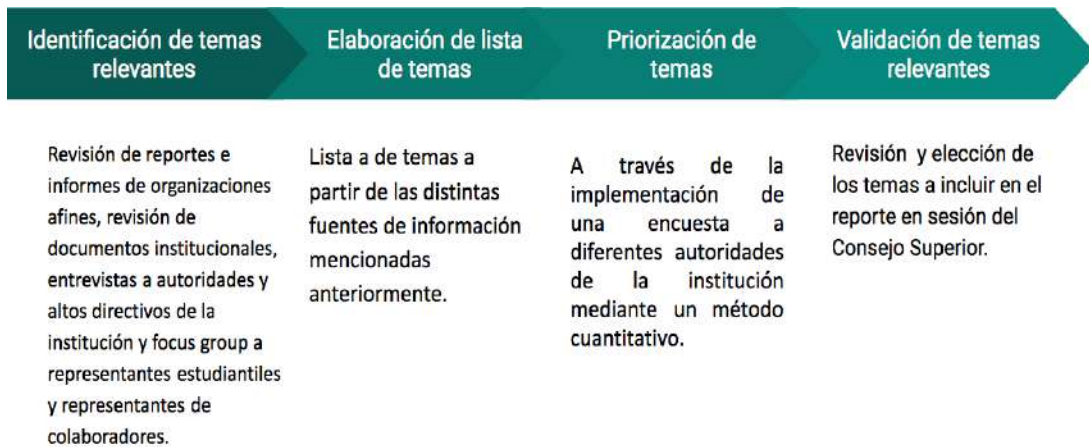 Identificación de temas
relevantes
Elaboración de lista
de temas
Priorización de
temas
Validación de temas
relevantes
Revisión de reportes e
informes de organizaciones
afines, revisión de
documentos institucionales,
entrevistas a autoridades y
altos directivos de la
institución y focus group a
representantes estudiantiles
y representantes de
colaboradores.
Lista a de temas a
partir de las distintas
fuentes de información
mencionadas
anteriormente.
A través de la
implementación de
una encuesta a
diferentes autoridades
de la institución
mediante un método
cuantitativo.
Revisión y elección de
los temas a incluir en el
reporte en sesión del
Consejo Superior.